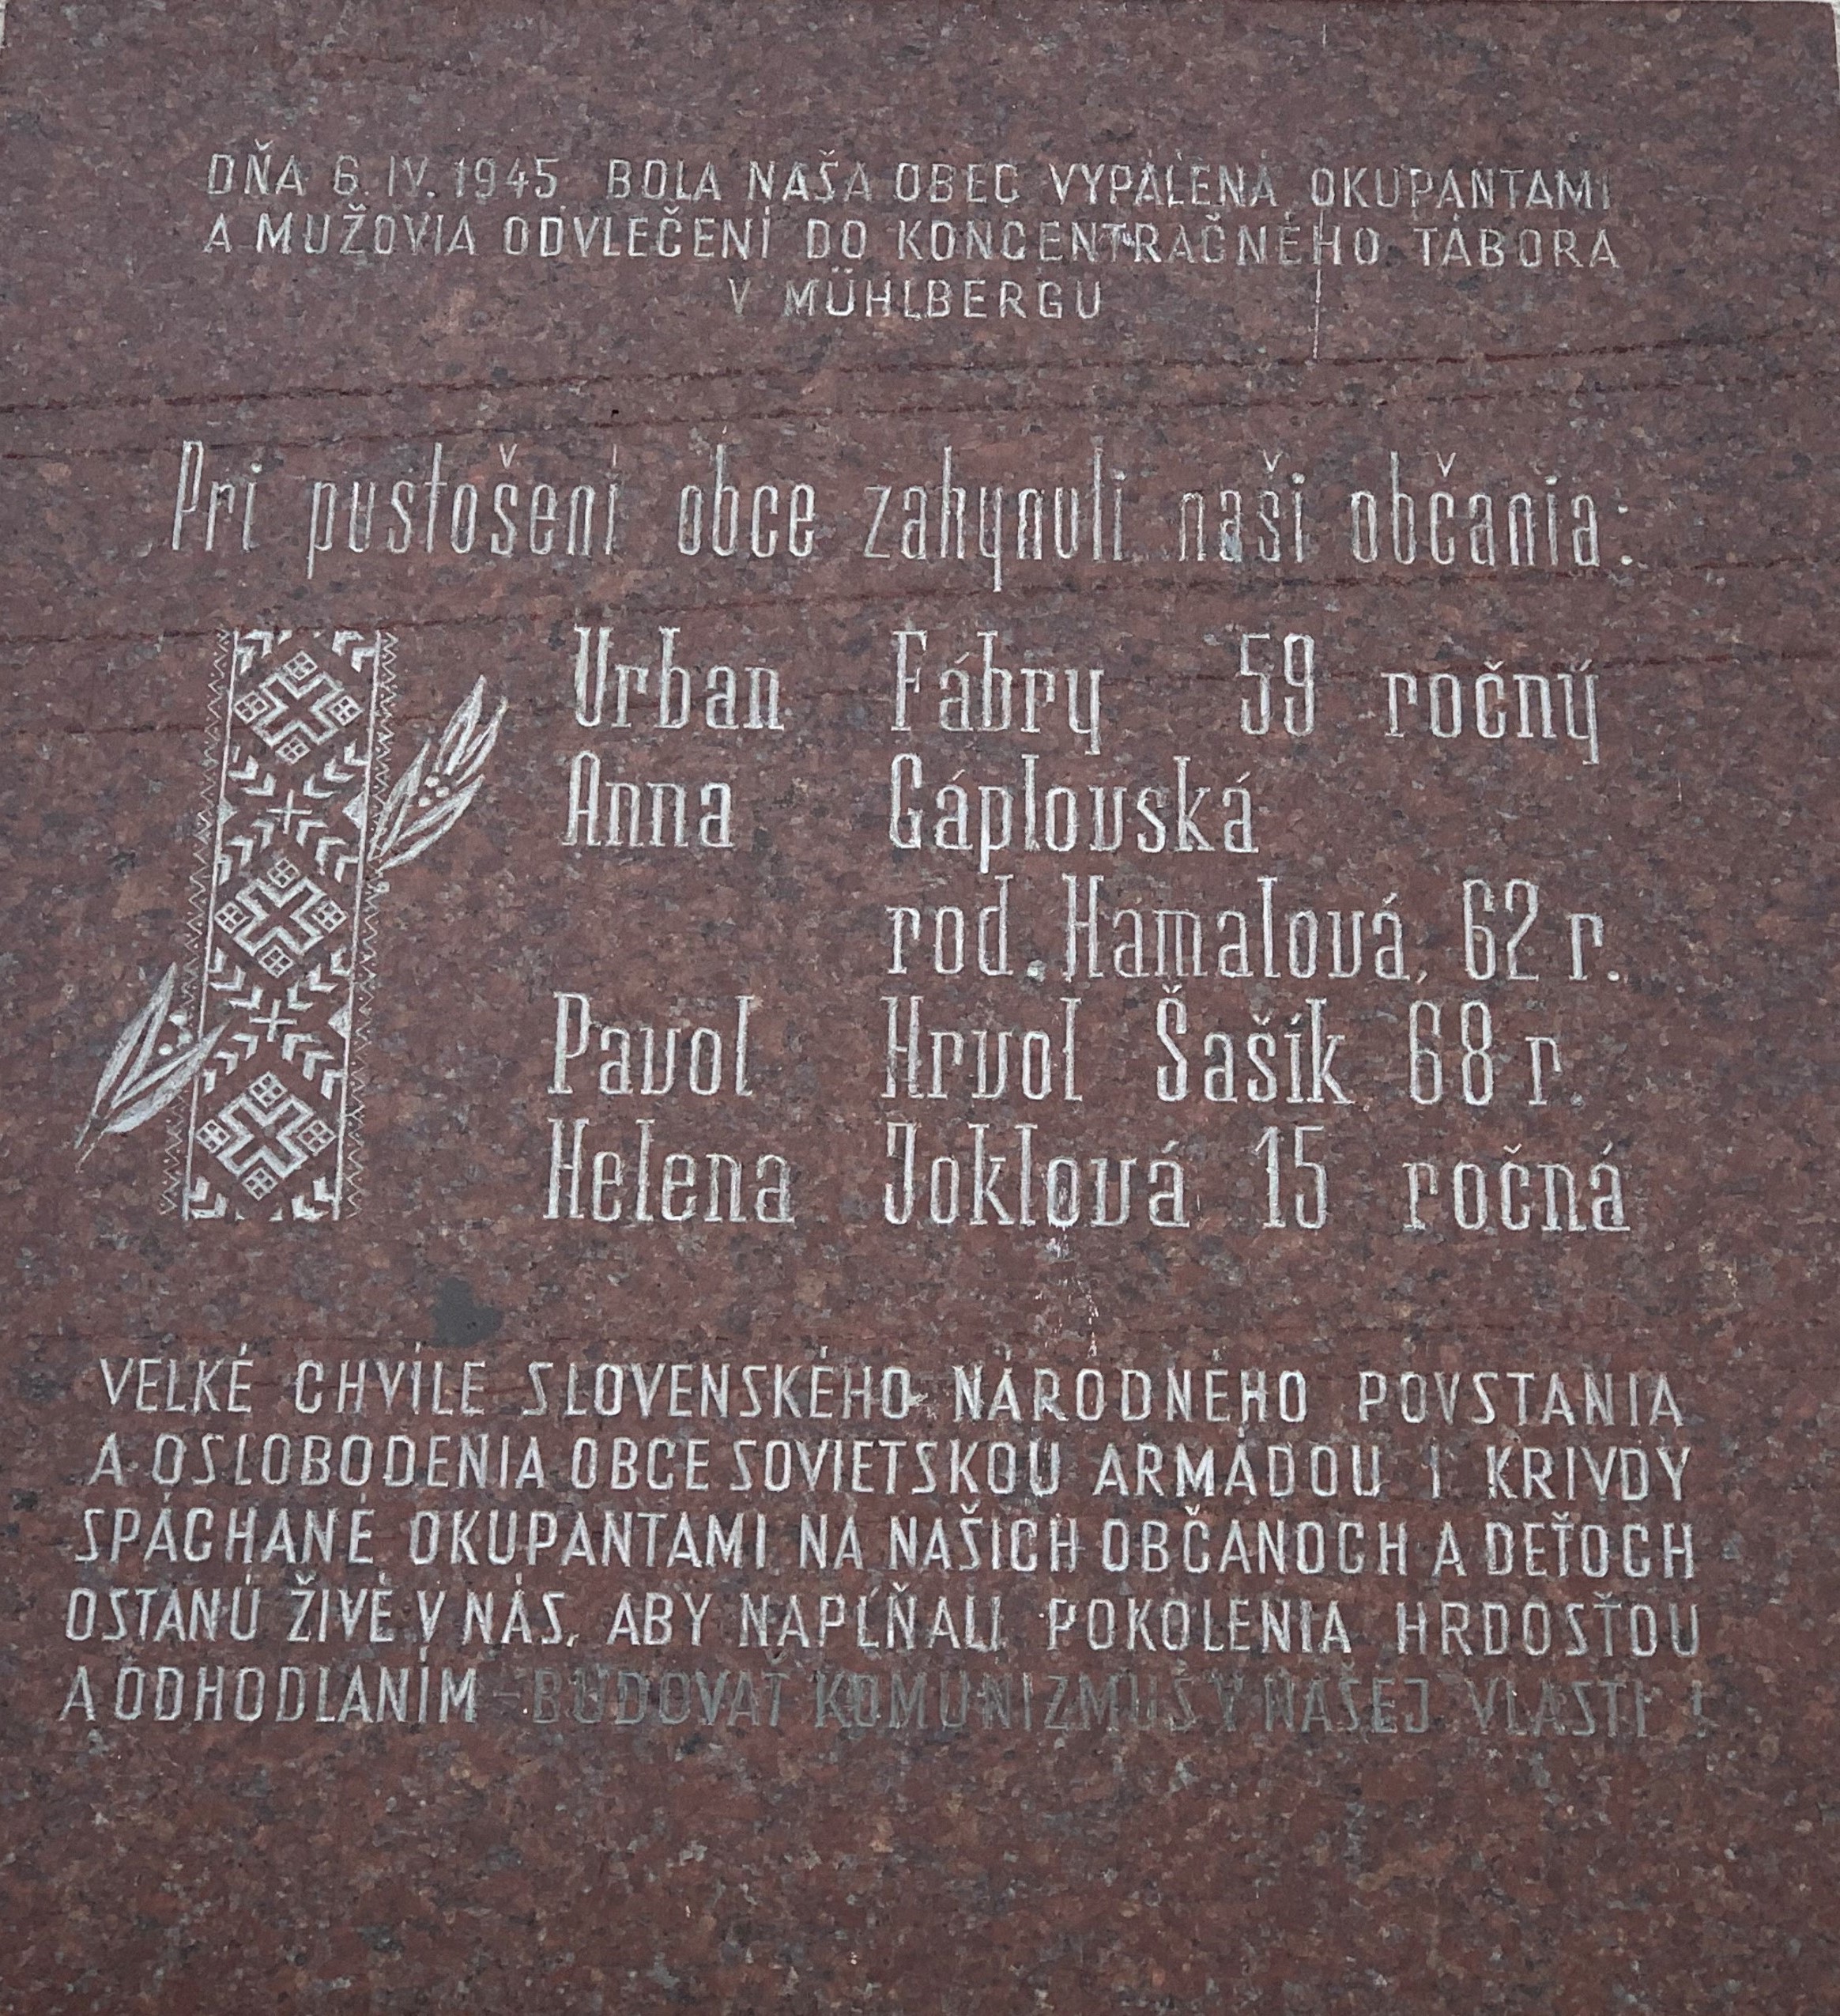 DŇA 6. IV. 1945 BOLA NAŠA OBEC VYPÁLENÁ OKUPANTAMI
A MUŽOVIA ODVLEČENÍ DO KONCENTRAČNÉHO TÁBORA
V MÜHLBERGU
Pri pustošení obce zahynuli naši občania:
Urban Fábry 59 ročný
Anna Gáplovská
rod. Hamalová, 62 r.
Pavol Hrvol Šašík 68 r.
Helena Joklová 15 ročná
VELKÉ CHVÍLE SLOVENSKÉHO NÁRODNÉHO POVSTANIA
A OSLOBODENIA OBCE SOVIETSKOU ARMÁDOU I KRIVDY
SPÁCHANÉ OKUPANTAMI NA NAŠICH OBČANOCH A DEŤOCH
OSTANÚ ŽIVÉ V NÁS, ABY NAPĹŇALI POKOLENIA HRDOSŤOU
A ODHODLANÍM – BUDOVAŤ KOMUNIZMUS V NAŠEJ VLASTI !